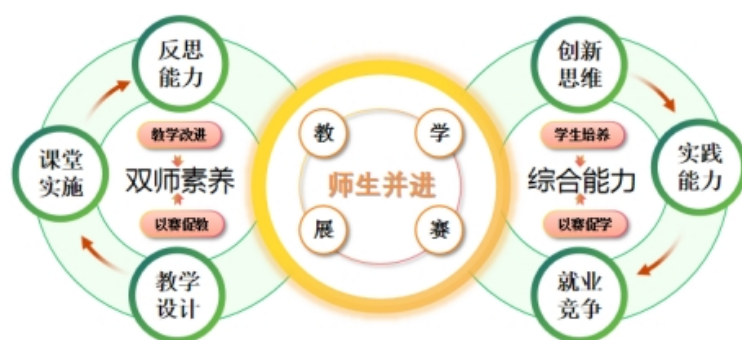 反思
能力
课堂
实施
教学
设计
教学改进
双师素养
以赛促教
教
学
师生并进
展
赛
创新
思维
实践
能力
就业
竞争
学生培养
综合能力
以赛促学